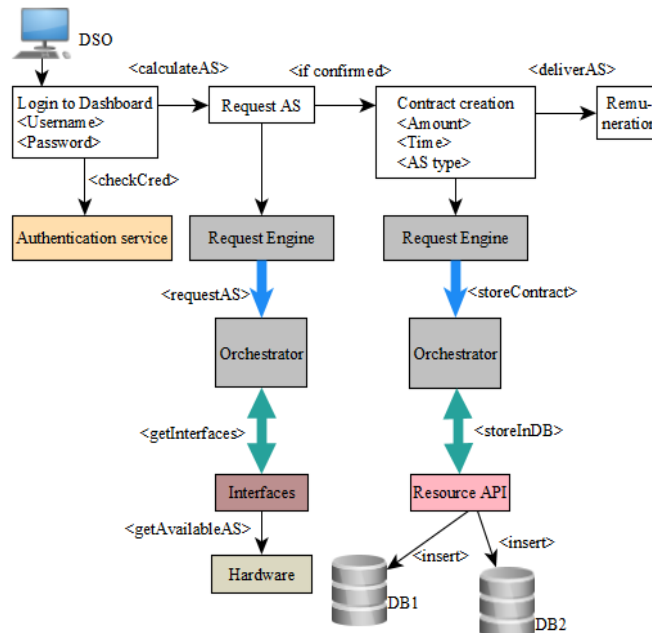 DSO
<calculateAS>
<if confirmed>
<deliverAS>
Login to Dashboard
<Username>
<Password>
Request AS
Contract creation
<Amount>
<Time>
<AS type>
Remu-
neration
<checkCred>
Authentication service
Request Engine
Request Engine
<requestAS>
<storeContract>
Orchestrator
Orchestrator
<getInterfaces>
<storeInDB>
Interfaces
Resource API
<getAvailableAS>
<insert>
<insert>
Hardware
DB1
DB2